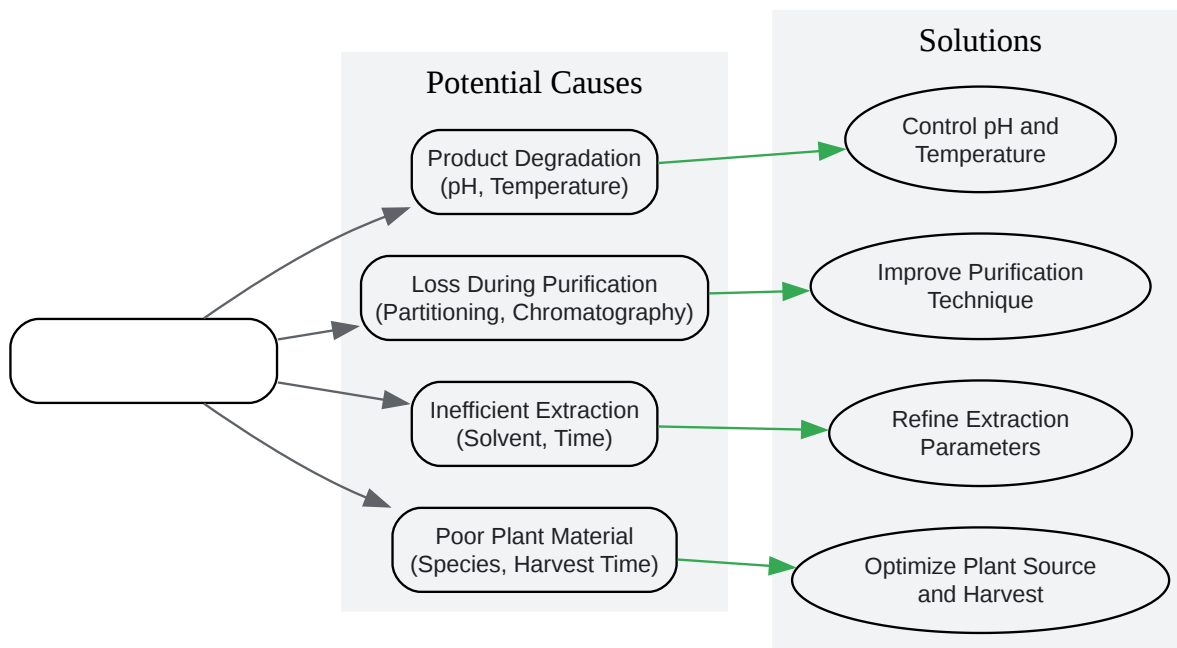 Solutions
Potential Causes
Control pH and
Temperature
Product Degradation
(pH, Temperature)
Improve Purification
Technique
Loss During Purification
(Partitioning, Chromatography)
Inefficient Extraction
(Solvent, Time)
Refine Extraction
Parameters
Poor Plant Material
(Species, Harvest Time)
Optimize Plant Source
and Harvest